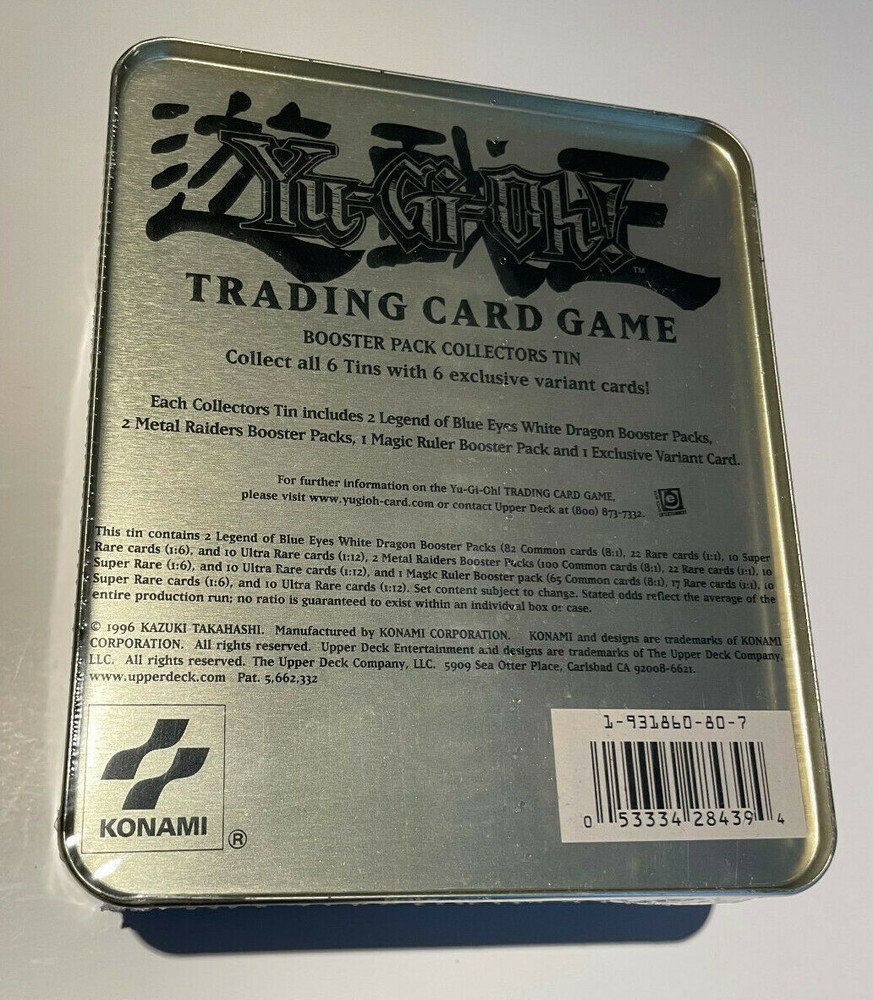 遊戯王
Yu-Gi-Oh!
TM
TRADING CARD GAME
BOOSTER PACK COLLECTORS TIN
Collect all 6 Tins with 6 exclusive variant cards!
Each Collectors Tin includes 2 Legend of Blue Eyes White Dragon Booster Packs,
2 Metal Raiders Booster Packs, 1 Magic Ruler Booster Pack and 1 Exclusive Variant Card.
For further information on the Yu-Gi-Oh! TRADING CARD GAME,
please visit www.yugioh-card.com or contact Upper Deck at (800) 873-7332.
This tin contains 2 Legend of Blue Eyes White Dragon Booster Packs (82 Common cards (8:1), 22 Rare cards (1:1), 10 Super
Rare cards (1:6), and 10 Ultra Rare cards (1:12), 2 Metal Raiders Booster Packs (100 Common cards (8:1), 22 Rare cards (1:1), 10
Super Rare (1:6), and 10 Ultra Rare cards (1:12), and 1 Magic Ruler Booster pack (65 Common cards (8:1), 17 Rare cards (1:1), 10
Super Rare cards (1:6), and 10 Ultra Rare cards (1:12). Set content subject to change. Stated odds reflect the average of the
entire production run; no ratio is guaranteed to exist within an individual box or case.
© 1996 KAZUKI TAKAHASHI. Manufactured by KONAMI CORPORATION. KONAMI and designs are trademarks of KONAMI
CORPORATION. All rights reserved. Upper Deck Entertainment and designs are trademarks of The Upper Deck Company,
LLC. All rights reserved. The Upper Deck Company, LLC. 5909 Sea Otter Place, Carlsbad CA 92008-6621.
www.upperdeck.com Pat. 5,662,332
KONAMI
®
1-931860-80-7
0 53334 28439 4